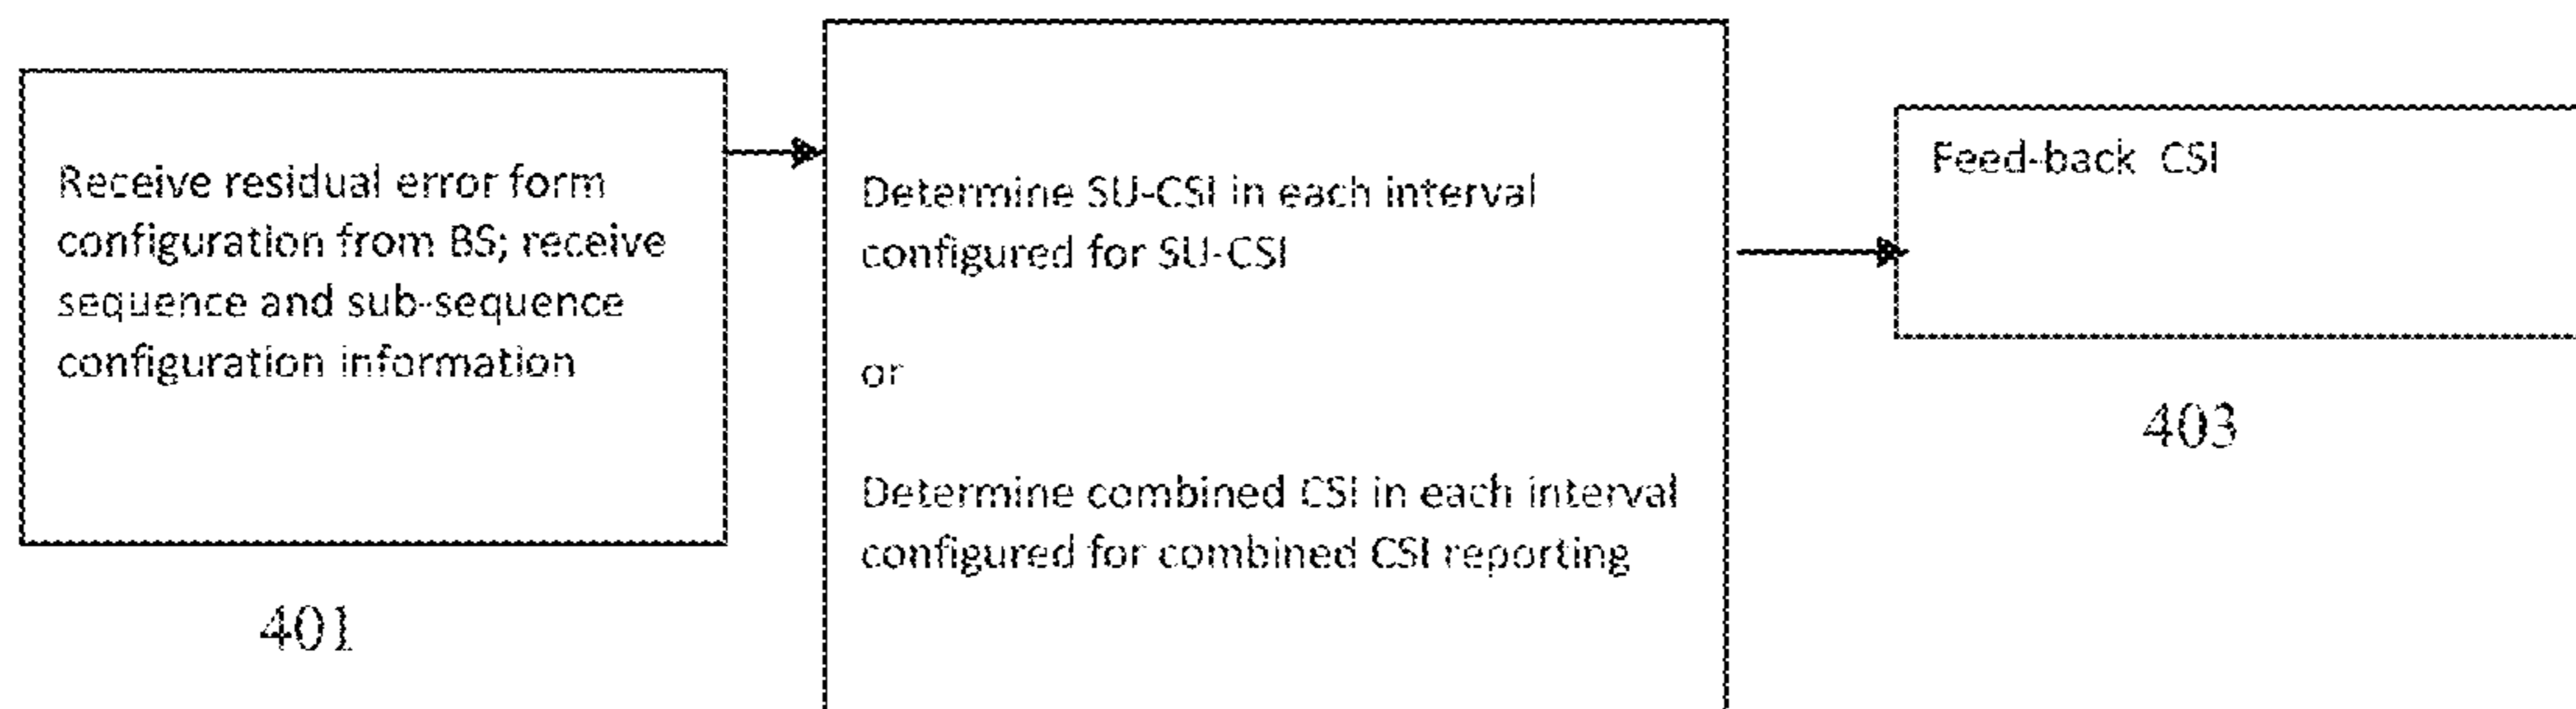 Receive residual error form
configuration from BS; receive
sequence and sub-sequence
configuration information
401
Determine SU-CSI in each interval
configured for SU-CSI
or
Determine combined CSI in each interval
configured for combined CSI reporting
Feed-back CSI
403